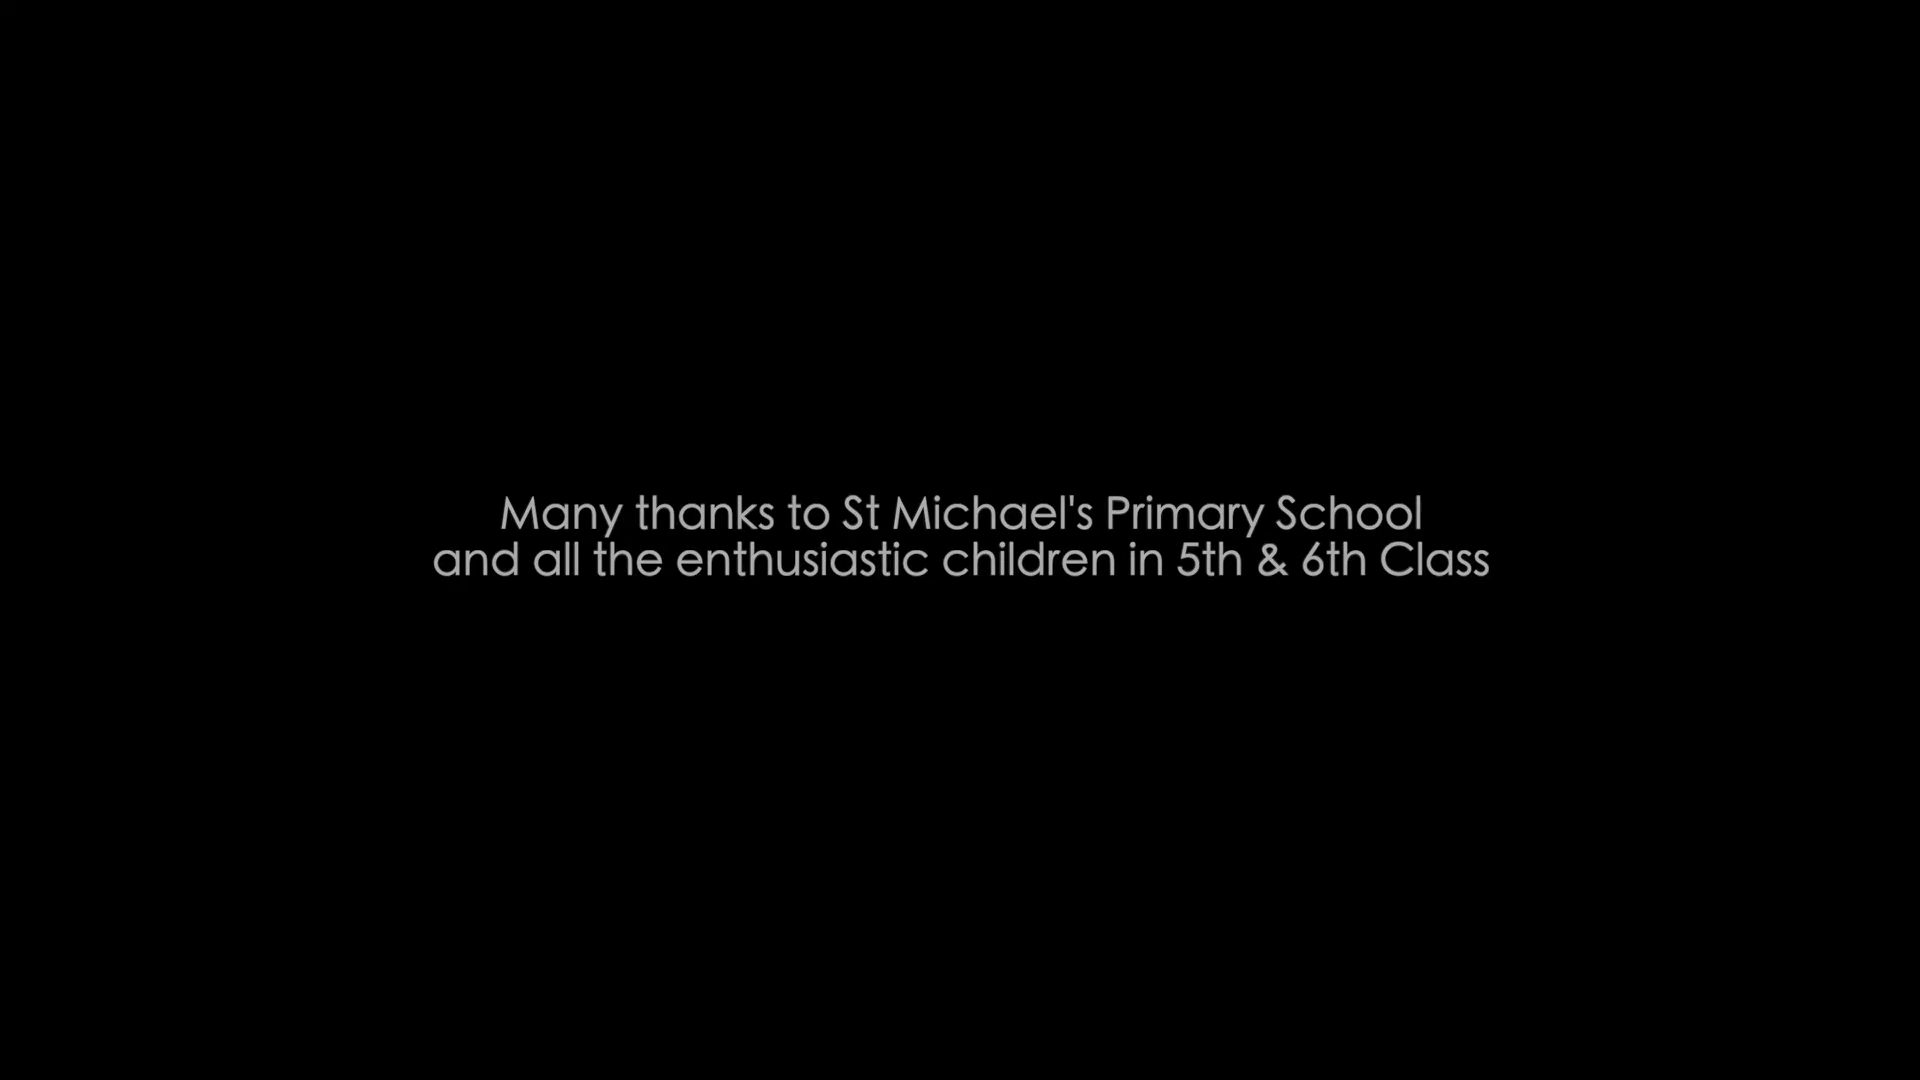 Many thanks to St Michael's Primary School
and all the enthusiastic children in 5th & 6th Class